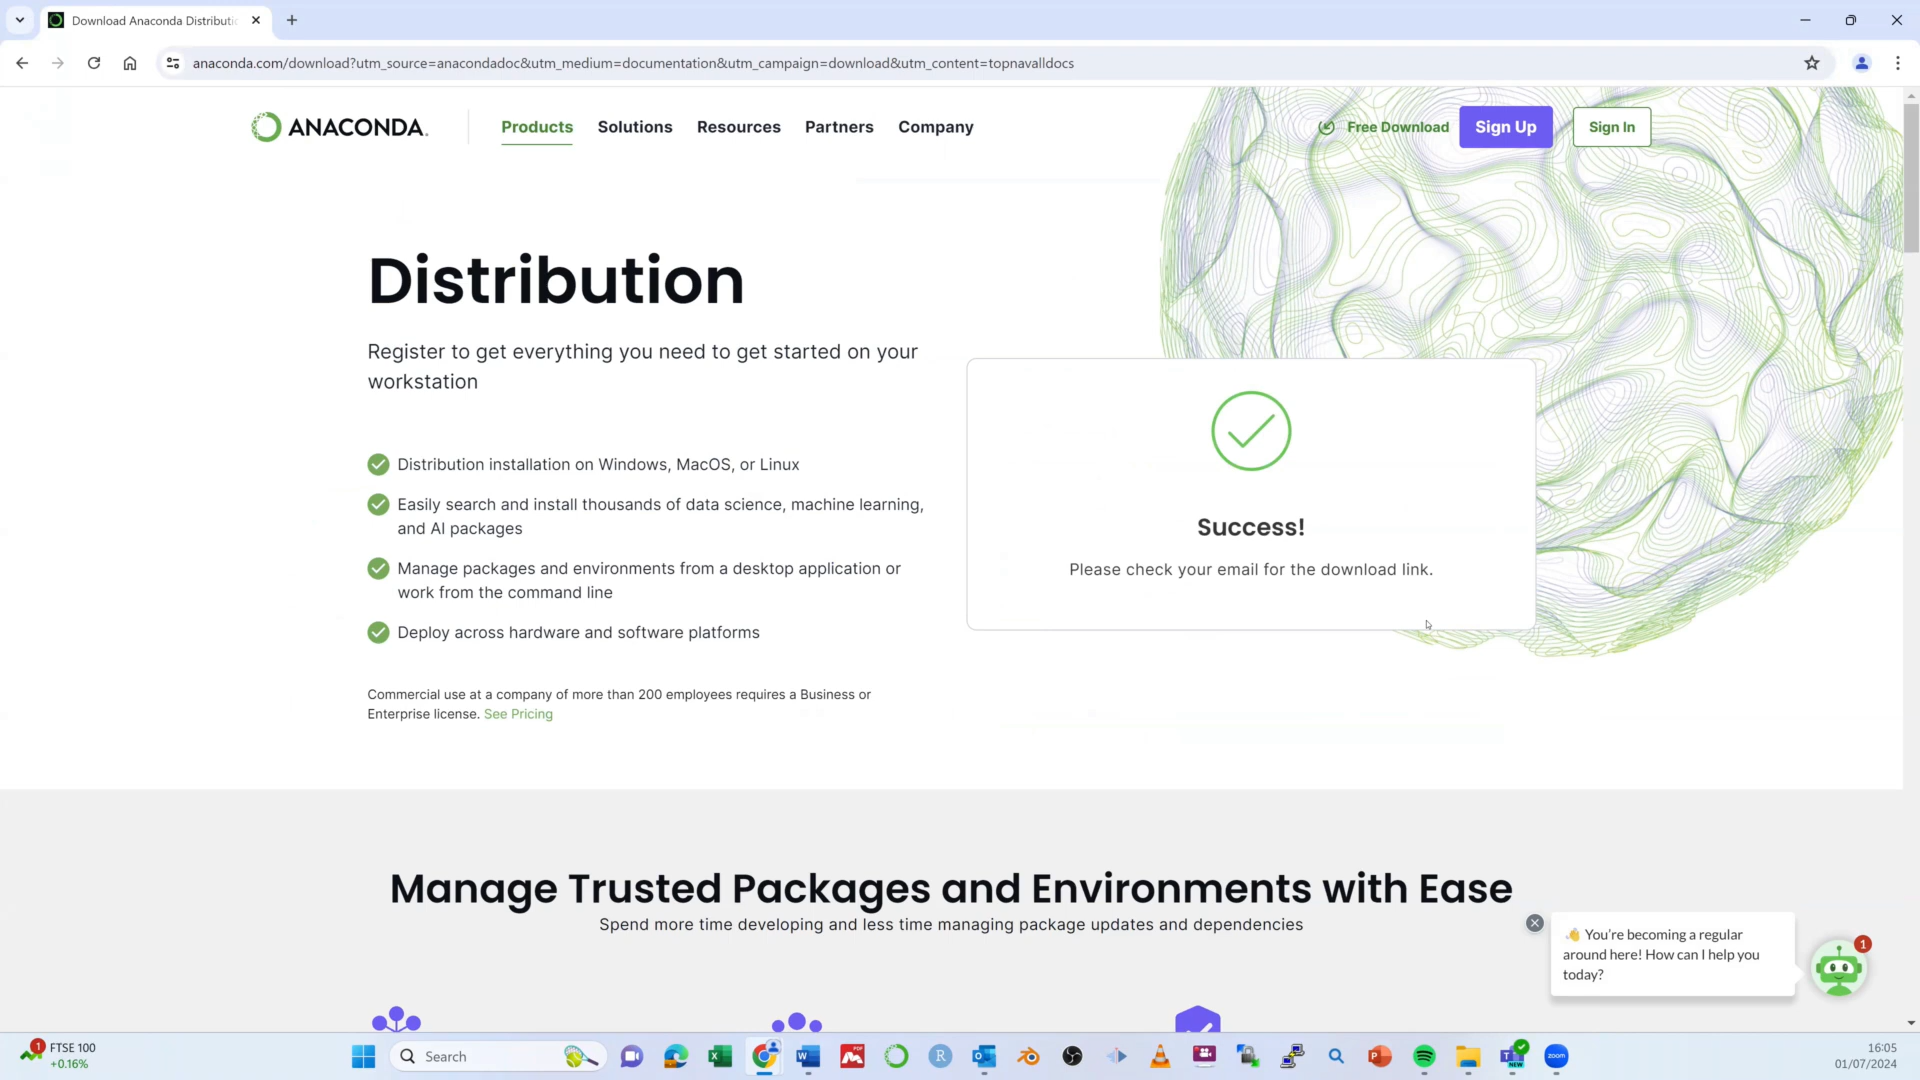 Download Anaconda Distributi
anaconda.com/download?utm_source=anacondadoc&utm_medium=documentation&utm_campaign=download&utm_content=topnavalldocs
ANACONDA.
Products
Solutions
Resources
Partners
Company
Free Download
Sign Up
Sign In
Distribution
Register to get everything you need to get started on your
workstation
Distribution installation on Windows, MacOS, or Linux
Easily search and install thousands of data science, machine learning,
and AI packages
Manage packages and environments from a desktop application or
work from the command line
Deploy across hardware and software platforms
Commercial use at a company of more than 200 employees requires a Business or
Enterprise license. See Pricing
Success!
Please check your email for the download link.
Manage Trusted Packages and Environments with Ease
Spend more time developing and less time managing package updates and dependencies
👋 You're becoming a regular
around here! How can I help you
today?
1
1
FTSE 100
+0.16%
Search
PDF
R
NEW
zoom
16:05
01/07/2024